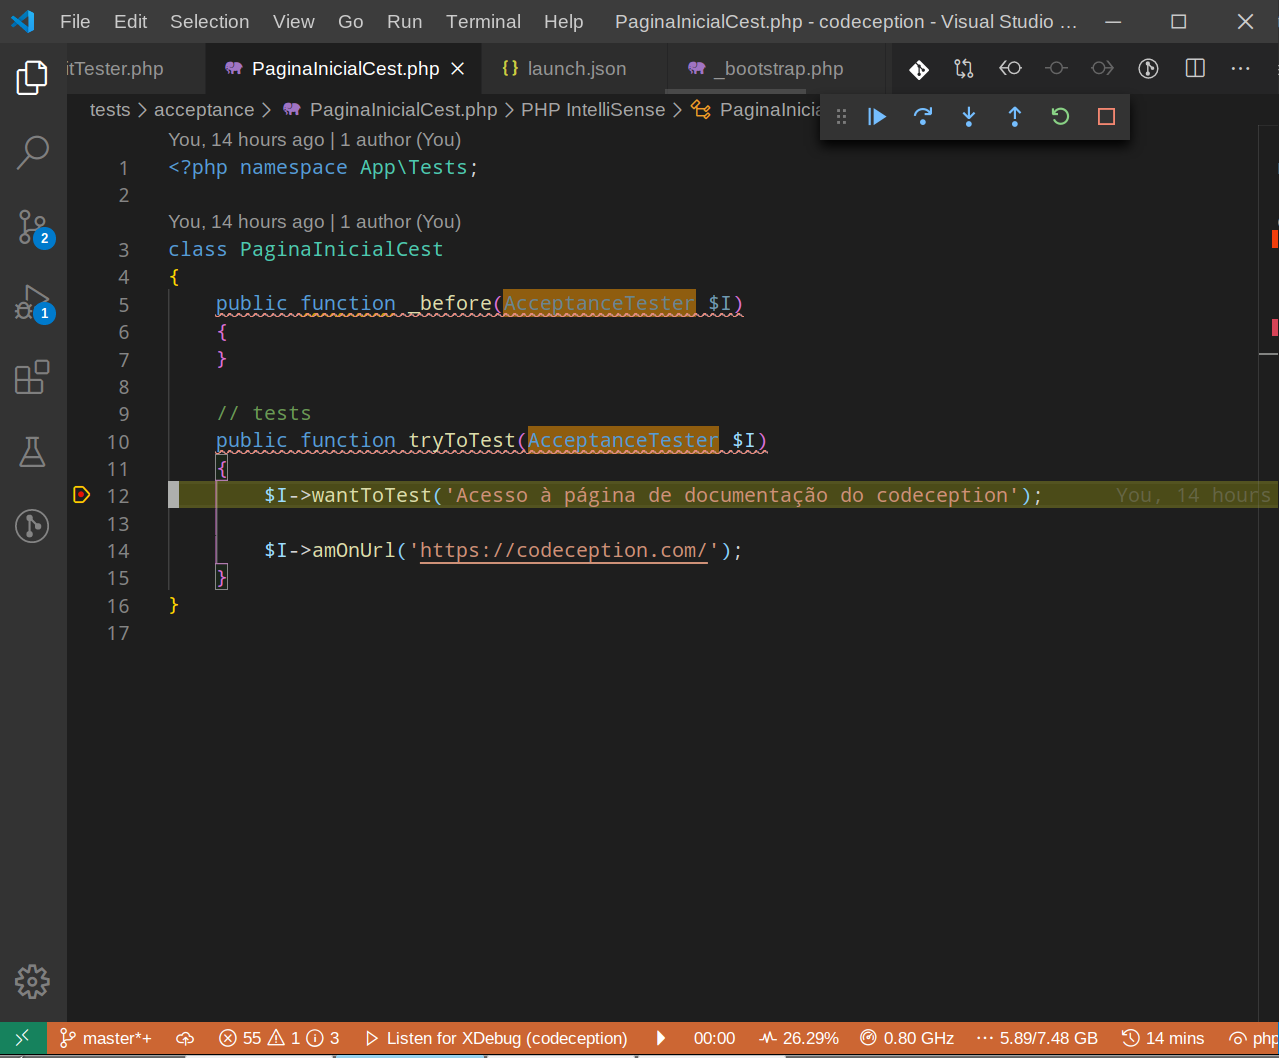 File Edit Selection View Go Run Terminal Help PaginaInicialCest.php - codeception - Visual Studio ...
itTester.php PaginaInicialCest.php launch.json _bootstrap.php
tests > acceptance > PaginaInicialCest.php > PHP IntelliSense > PaginaInicia
You, 14 hours ago | 1 author (You)
1 <?php namespace App\Tests;
2
You, 14 hours ago | 1 author (You)
3 class PaginaInicialCest
4 {
5 public function _before(AcceptanceTester $I)
6 {
7 }
8
9 // tests
10 public function tryToTest(AcceptanceTester $I)
11 {
12 $I->wantToTest('Acesso à página de documentação do codeception'); You, 14 hours
13
14 $I->amOnUrl('https://codeception.com/');
15 }
16 }
17
2
1
master*+ 55 1 3 Listen for XDebug (codeception) 00:00 26.29% 0.80 GHz 5.89/7.48 GB 14 mins php